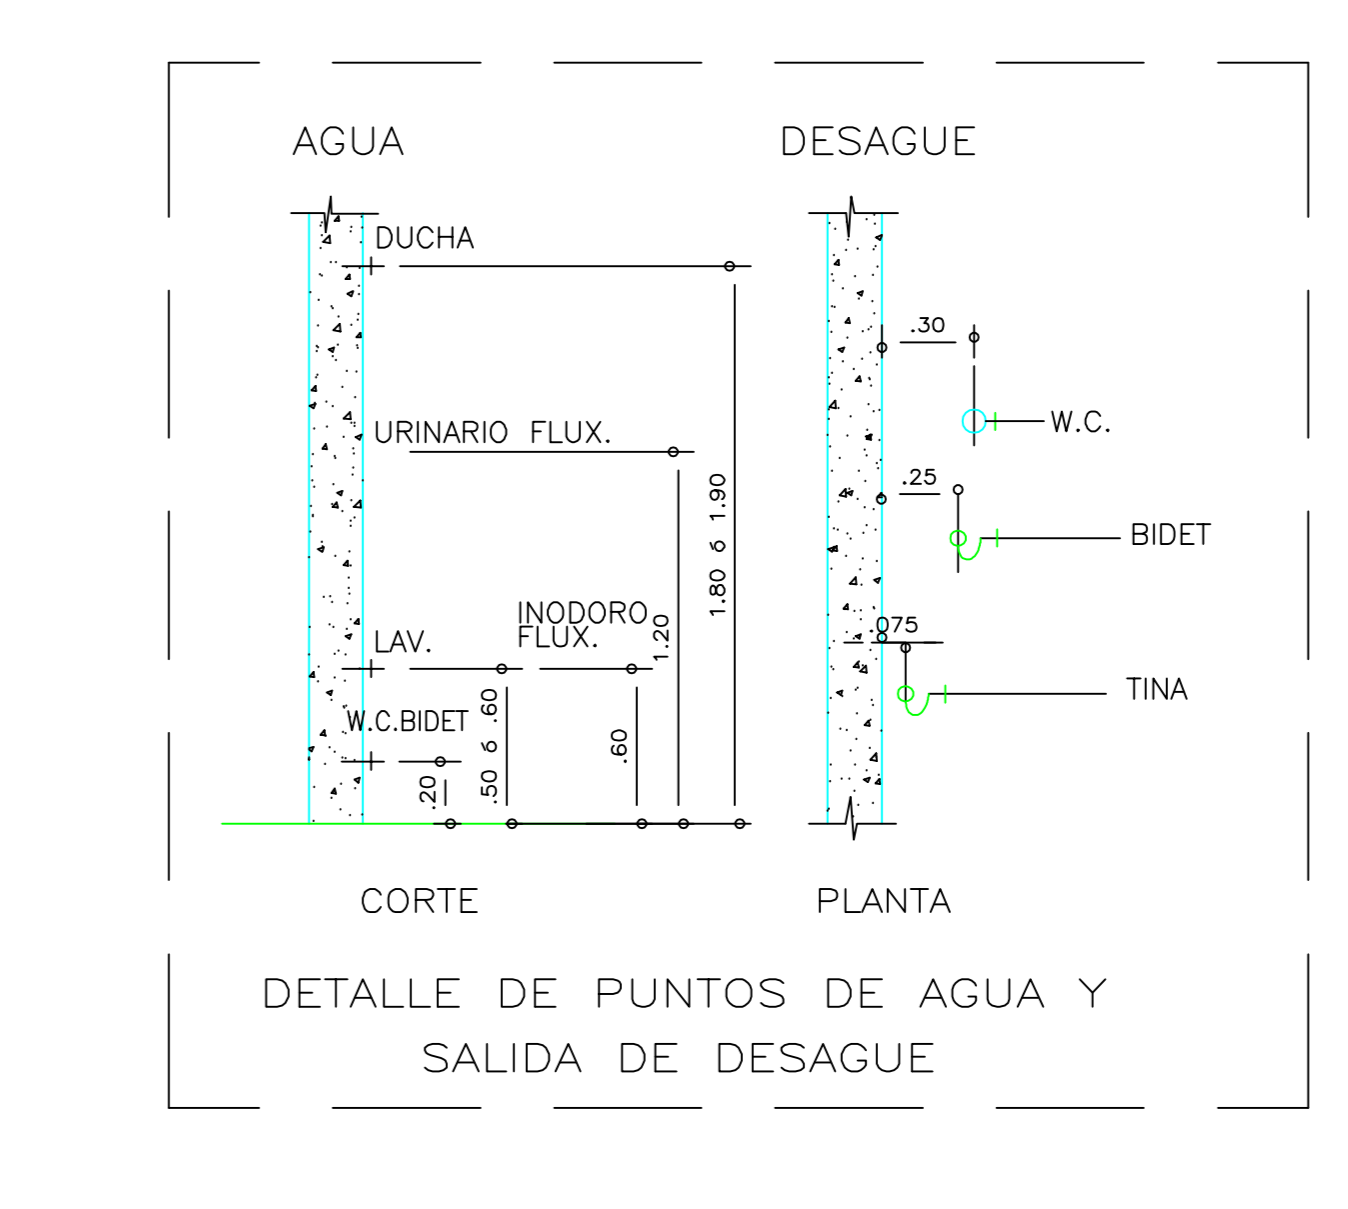 AGUA
DESAGUE
DUCHA
URINARIO FLUX.
1.80 ó 1.90
1.20
INODORO
FLUX.
LAV.
.50 ó .60
.60
W.C.BIDET
.20
.30
W.C.
.25
BIDET
.075
TINA
CORTE
PLANTA
DETALLE DE PUNTOS DE AGUA Y
SALIDA DE DESAGUE